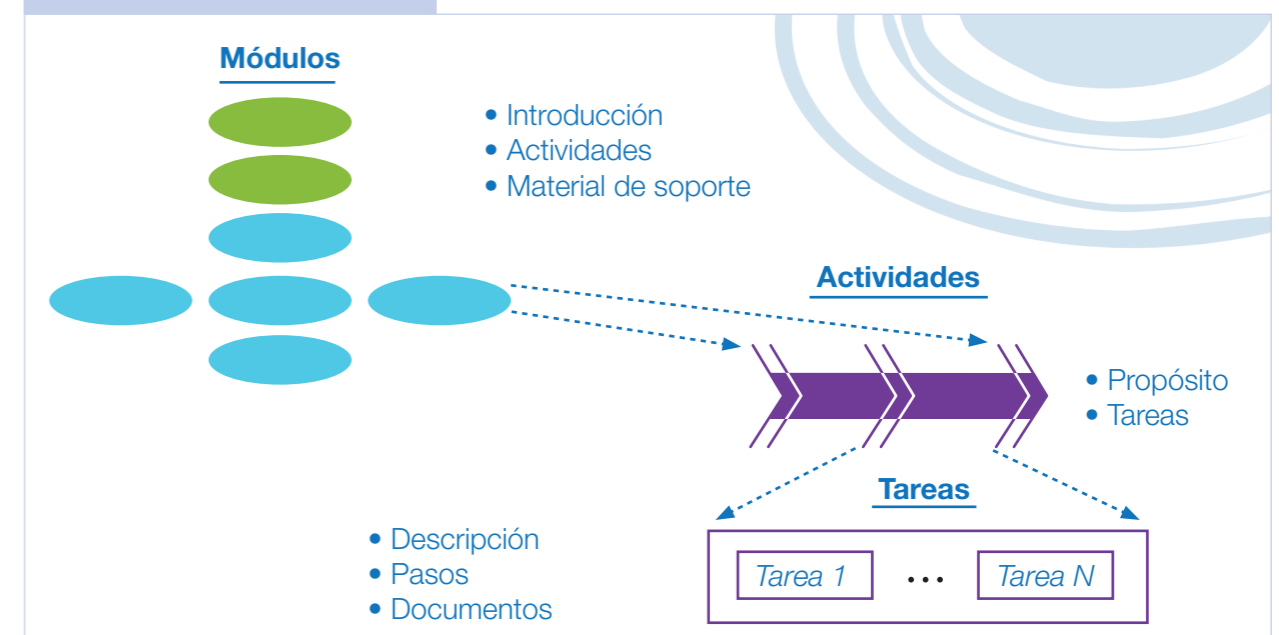 Módulos
• Introducción
• Actividades
• Material de soporte
Actividades
• Propósito
• Tareas
Tareas
• Descripción
• Pasos
• Documentos
Tarea 1
...
Tarea N